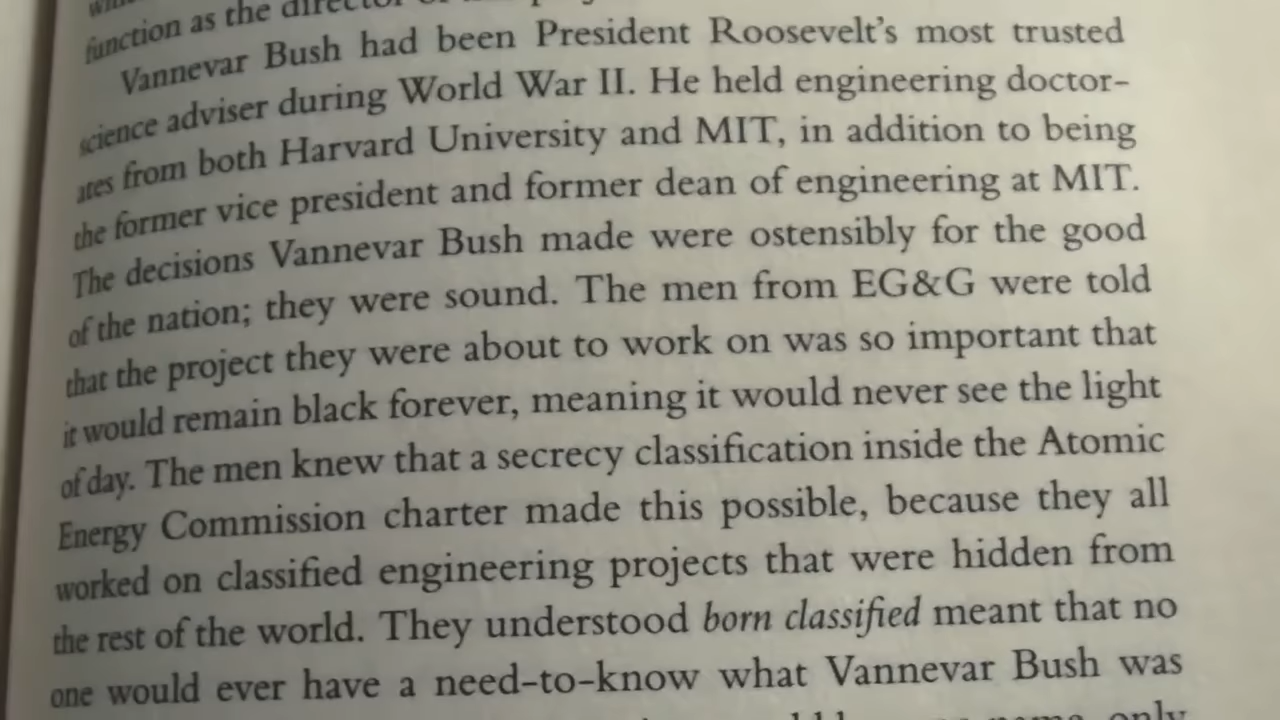 function as the director of
Vannevar Bush had been President Roosevelt's most trusted
science adviser during World War II. He held engineering doctor-
ates from both Harvard University and MIT, in addition to being
the former vice president and former dean of engineering at MIT.
The decisions Vannevar Bush made were ostensibly for the good
of the nation; they were sound. The men from EG&G were told
that the project they were about to work on was so important that
it would remain black forever, meaning it would never see the light
of day. The men knew that a secrecy classification inside the Atomic
Energy Commission charter made this possible, because they all
worked on classified engineering projects that were hidden from
the rest of the world. They understood born classified meant that no
one would ever have a need-to-know what Vannevar Bush was
only